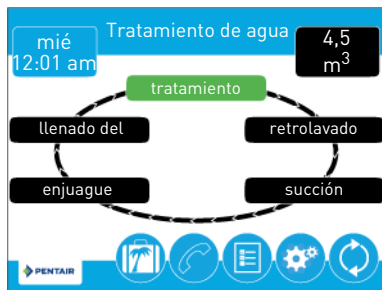 mié
12:01 am
Tratamiento de agua
4,5
m³
tratamiento
llenado del
retrolavado
enjuague
succión
PENTAIR